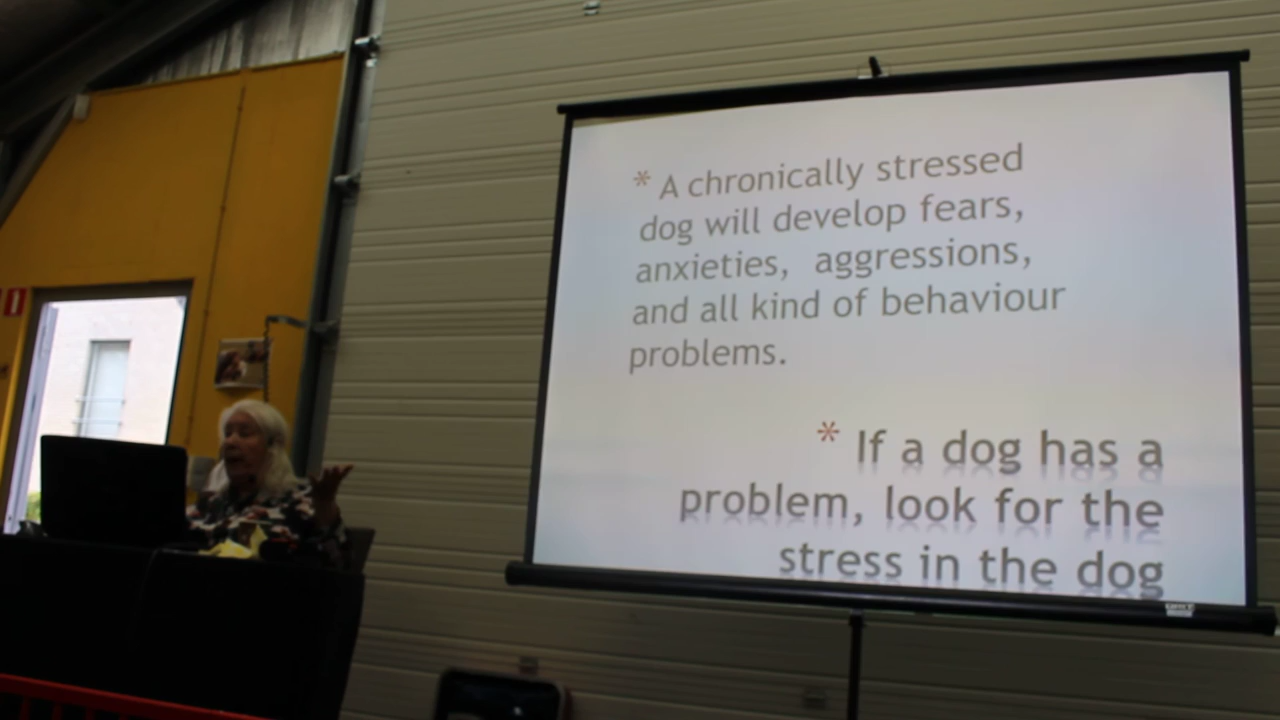 * A chronically stressed
dog will develop fears,
anxieties, aggressions,
and all kind of behaviour
problems.
* If a dog has a
problem, look for the
stress in the dog